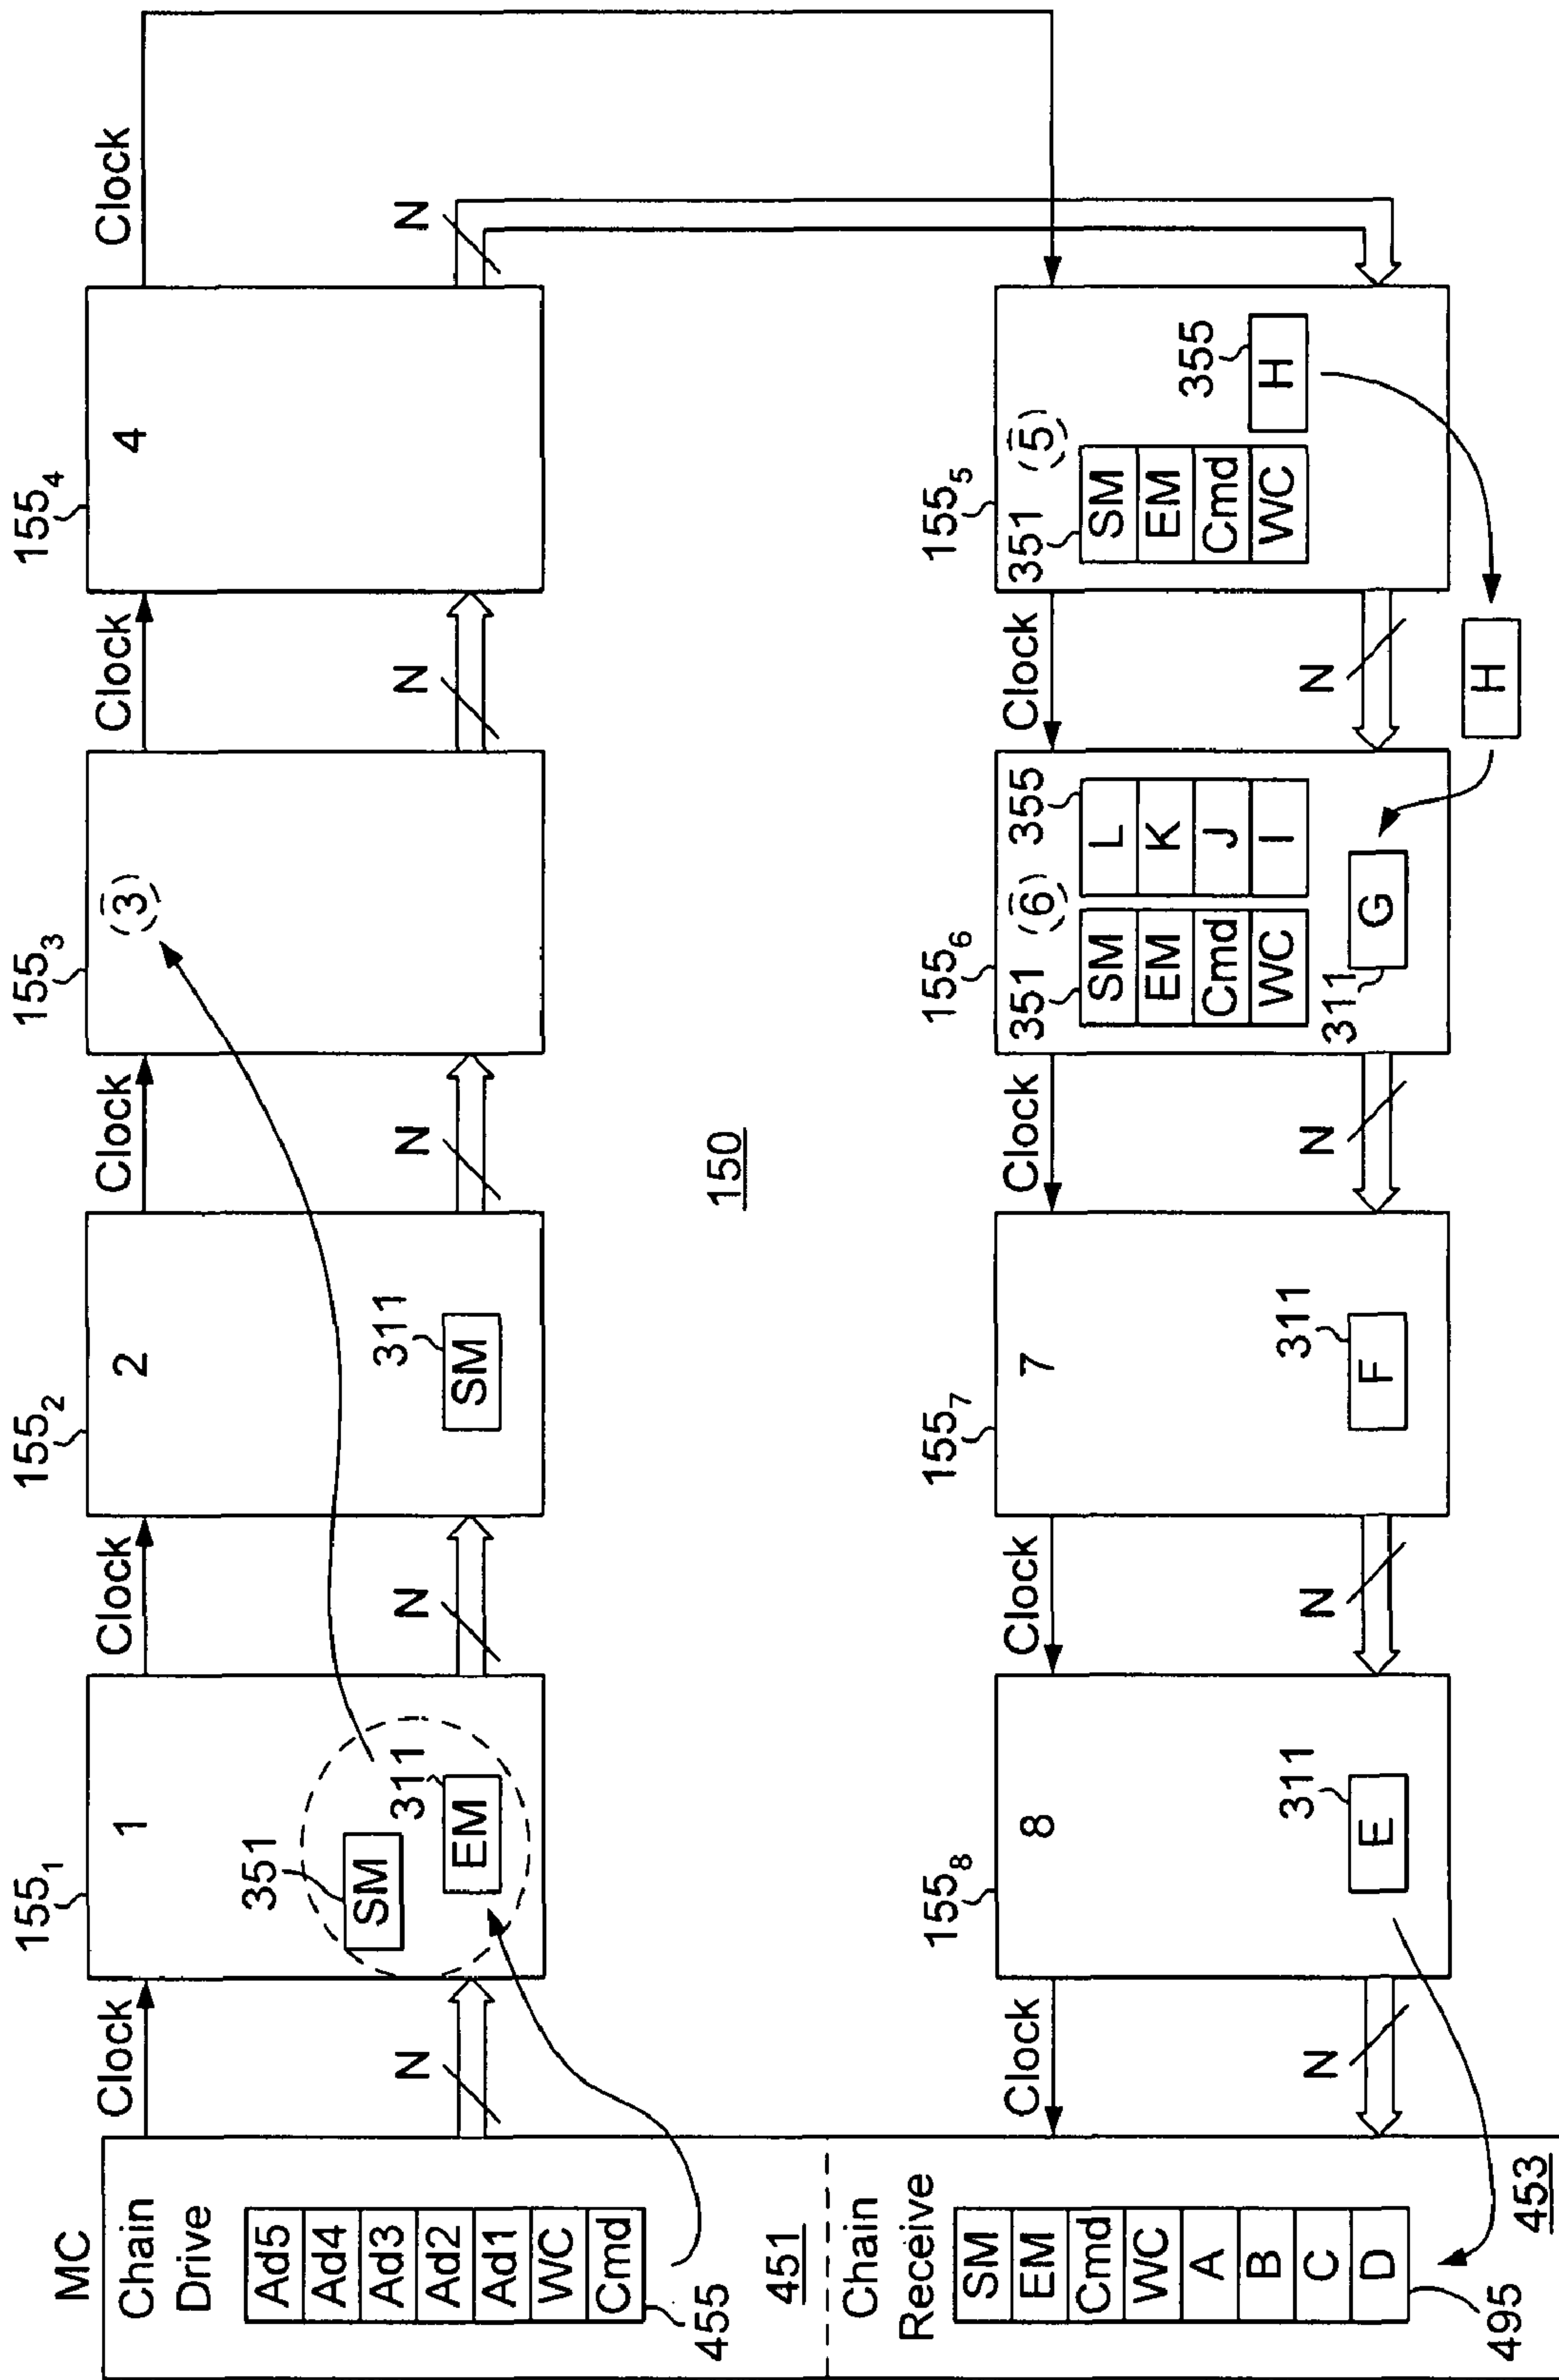 MC
Chain
Drive
Ad5
Ad4
Ad3
Ad2
Ad1
WC
Cmd
455
451
Clock
N
155₁
1
351
SM
311
EM
Clock
N
155₂
2
311
SM
Clock
N
155₃
(3)
Clock
N
155₄
4
Clock
N
150
Chain
Receive
SM
EM
Cmd
WC
A
B
C
D
495
453
Clock
N
155₈
8
311
E
Clock
N
155₇
7
311
F
Clock
N
155₆
(6)
351
SM
EM
Cmd
WC
355
L
K
J
I
311
G
Clock
N
H
155₅
(5)
351
SM
EM
Cmd
WC
355
H